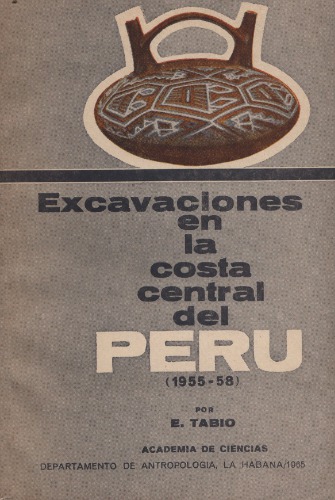 Excavaciones
en
la
costa
central
del
PERU
(1955-58)
POR
E. TABIO
ACADEMIA DE CIENCIAS
DEPARTAMENTO DE ANTROPOLOGIA, LA HABANA/1965